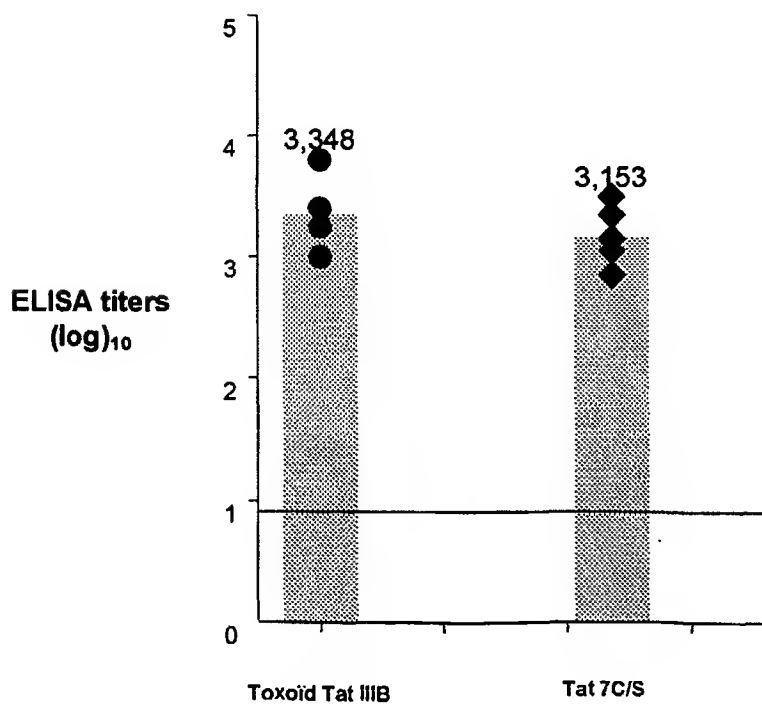 5
4
3,348
3,153
3
ELISA titers
(log)₁₀
2
1
0
Toxoïd Tat IIIB
Tat 7C/S